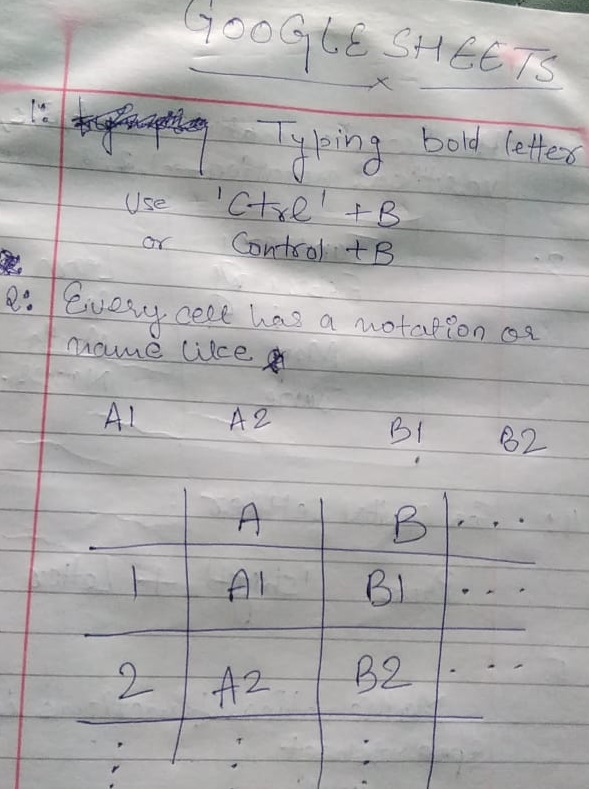 GOOGLE SHEETS
1: Typing bold letter
Use 'Ctrl' + B
or Control + B
2: Every cell has a notation or
name like
A1 A2 B1 B2
A B ...
1 A1 B1 ...
2 A2 B2 ...